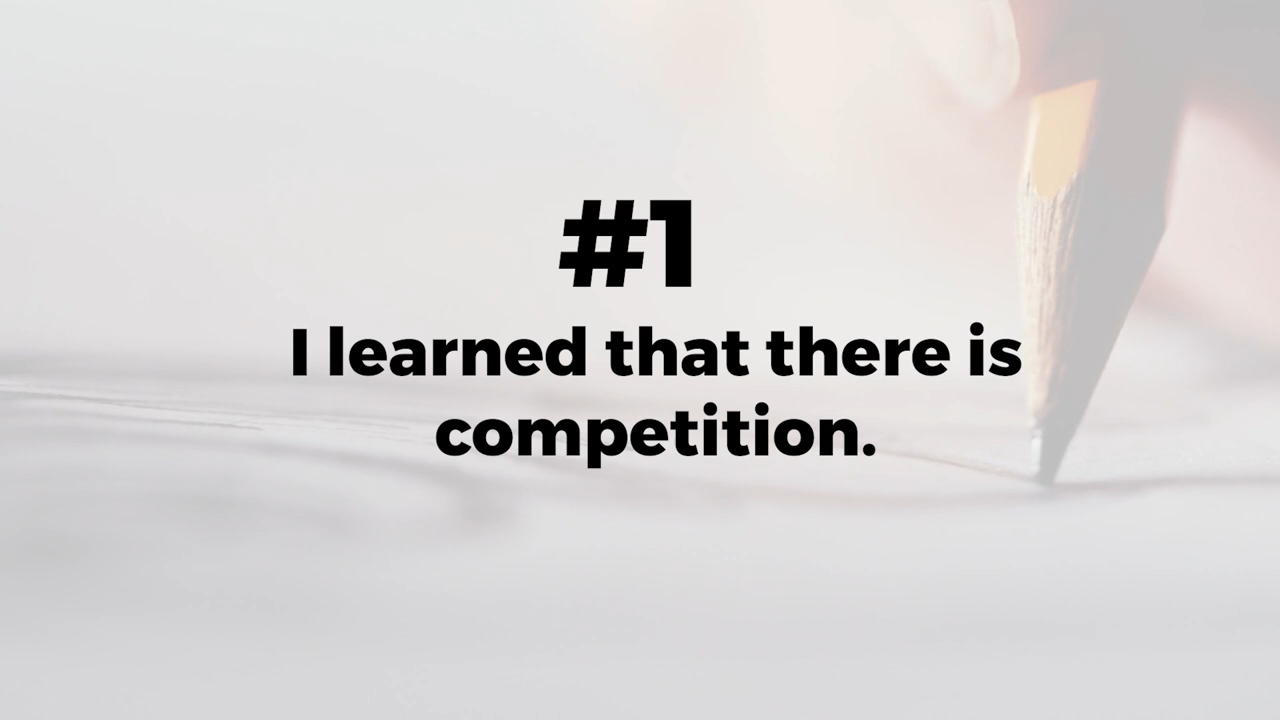 #1
I learned that there is
competition.